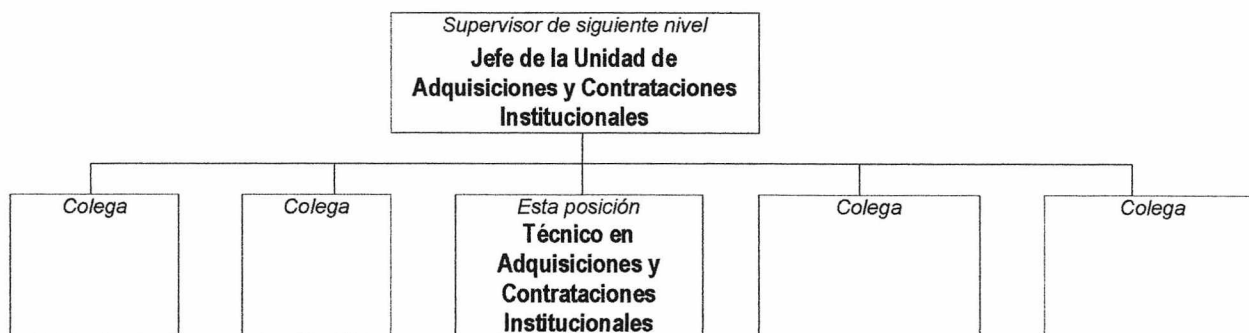 Supervisor de siguiente nivel
Jefe de la Unidad de
Adquisiciones y Contrataciones
Institucionales
Colega
Colega
Esta posición
Técnico en
Adquisiciones y
Contrataciones
Institucionales
Colega
Colega